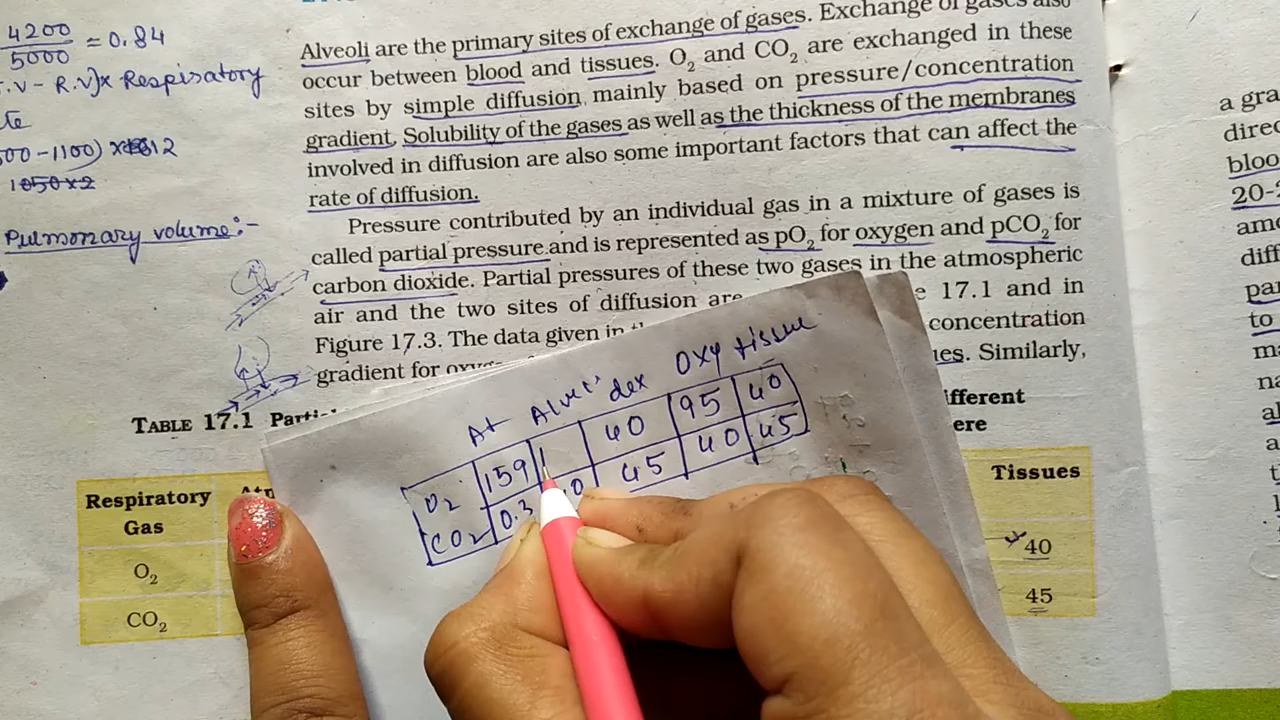 4200
5000 = 0.84
.V - R.V)x Respiratory
te
00 - 1100) x 12
1050x2
Pulmonary volume:-
Alveoli are the primary sites of exchange of gases. Exchange of gases also
occur between blood and tissues. O2 and CO2 are exchanged in these
sites by simple diffusion mainly based on pressure/concentration
gradient. Solubility of the gases as well as the thickness of the membranes
involved in diffusion are also some important factors that can affect the
rate of diffusion.
Pressure contributed by an individual gas in a mixture of gases is
called partial pressure and is represented as pO2 for oxygen and pCO2 for
carbon dioxide. Partial pressures of these two gases in the atmospheric
air and the two sites of diffusion are 17.1 and in
Figure 17.3. The data given in concentration
gradient for Similarly,
TABLE 17.1
Respiratory Gas
O2
CO2
Tissues
40
45
At Alveli dex oxy tissue
O2 159 40 95 40
CO2 0.3 45 40 45
a gra
direc
bloo
20-
amo
diff
par
to